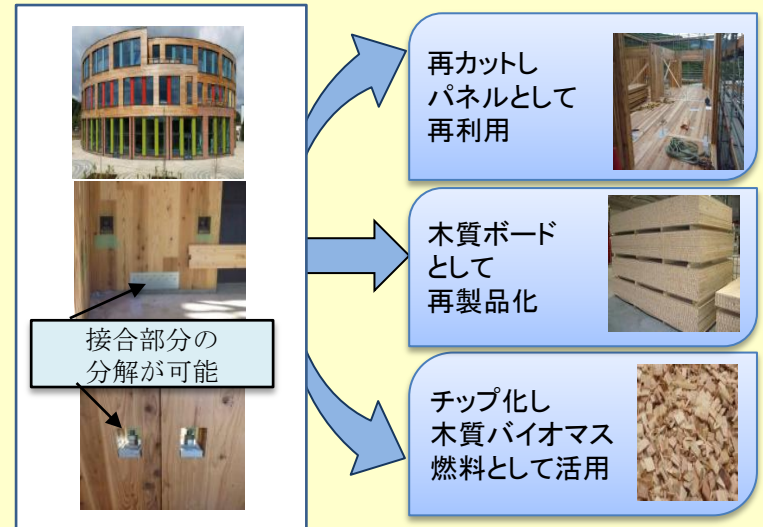 再カットし
パネルとして
再利用
木質ボード
として
再製品化
接合部分の
分解が可能
チップ化し
木質バイオマス
燃料として活用